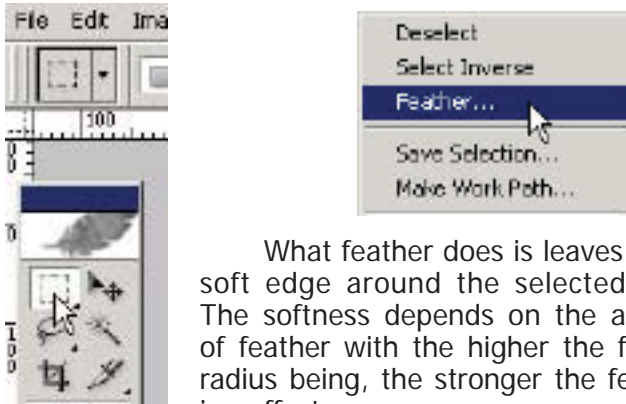 File Edit Ima
100
0
100
Deselect
Select Inverse
Feather...
Save Selection...
Make Work Path...
What feather does is leaves
soft edge around the selected
The softness depends on the a
of feather with the higher the f
radius being, the stronger the fe